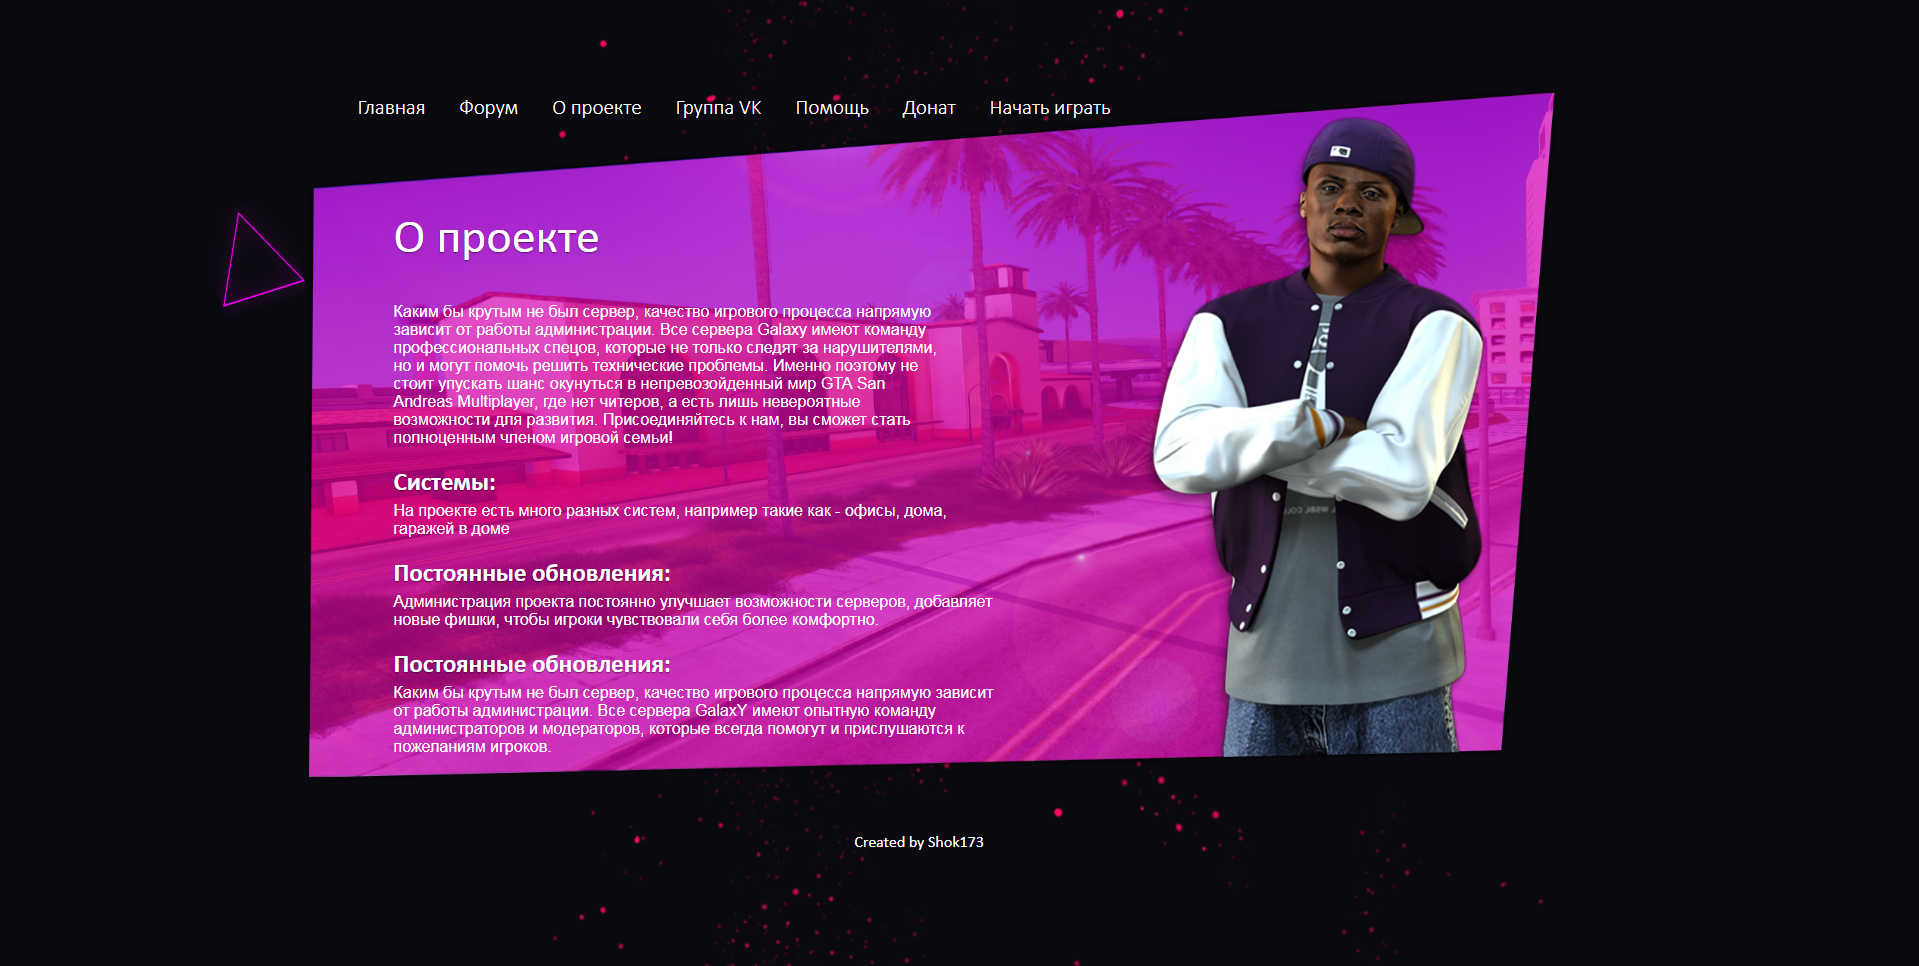 Главная Форум О проекте Группа VK Помощь Донат Начать играть
О проекте
Каким бы крутым не был сервер, качество игрового процесса напрямую
зависит от работы администрации. Все сервера Galaxy имеют команду
профессиональных спецов, которые не только следят за нарушителями,
но и могут помочь решить технические проблемы. Именно поэтому не
стоит упускать шанс окунуться в непревозойденный мир GTA San
Andreas Multiplayer, где нет читеров, а есть лишь невероятные
возможности для развития. Присоединяйтесь к нам, вы сможет стать
полноценным членом игровой семьи!
Системы:
На проекте есть много разных систем, например такие как - офисы, дома,
гаражей в доме
Постоянные обновления:
Администрация проекта постоянно улучшает возможности серверов, добавляет
новые фишки, чтобы игроки чувствовали себя более комфортно.
Постоянные обновления:
Каким бы крутым не был сервер, качество игрового процесса напрямую зависит
от работы администрации. Все сервера GalaxY имеют опытную команду
администраторов и модераторов, которые всегда помогут и прислушаются к
пожеланиям игроков.
Created by Shok173